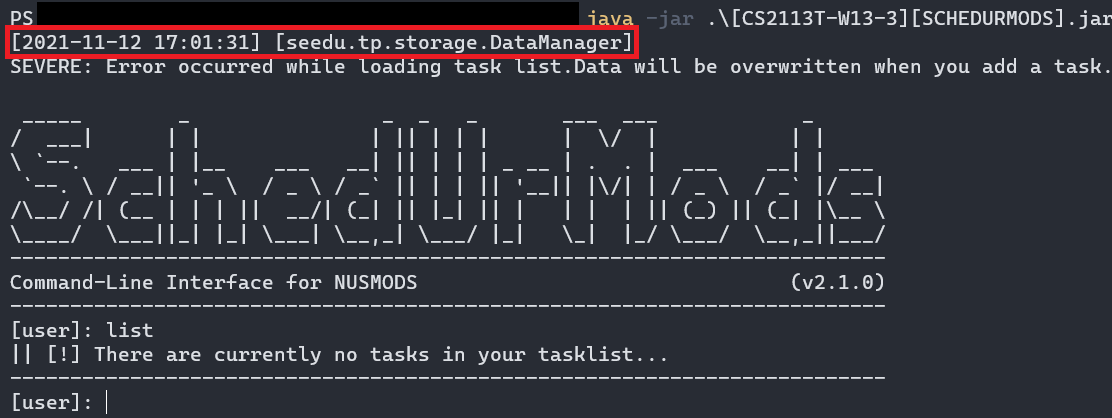 PS java -jar .\[CS2113T-W13-3][SCHEDURMODS].jar
[2021-11-12 17:01:31] [seedu.tp.storage.DataManager]
SEVERE: Error occurred while loading task list.Data will be overwritten when you add a task.
SchedUrMods
Command-Line Interface for NUSMODS (v2.1.0)
[user]: list
|| [!] There are currently no tasks in your tasklist...
[user]: